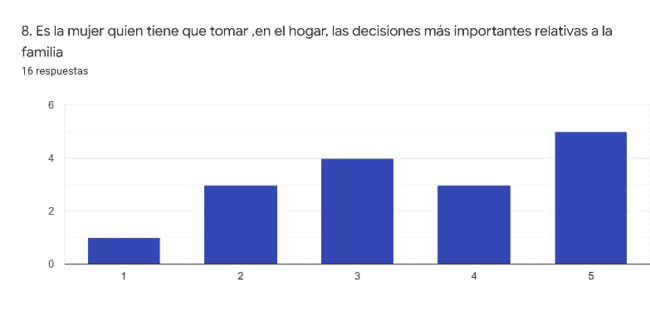 8. Es la mujer quien tiene que tomar ,en el hogar, las decisiones más importantes relativas a la
familia
16 respuestas
6
4
2
0
1 2 3 4 5